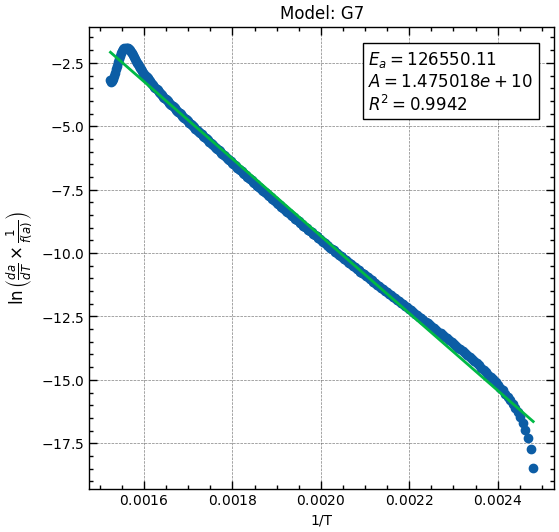 Model: G7
E_a = 126550.11
A = 1.475018e + 10
R^2 = 0.9942
−2.5
−5.0
−7.5
−10.0
−12.5
−15.0
−17.5
ln (da/dT × 1/f(a))
0.0016 0.0018 0.0020 0.0022 0.0024
1/T